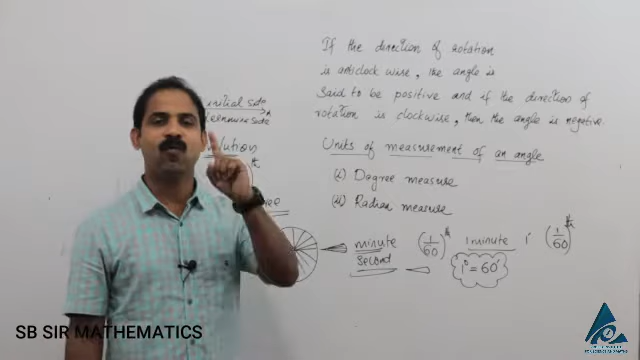 If the direction of rotation
is anticlock wise, the angle is
said to be positive and if the direction of
rotation is clockwise, then the angle is negative.
initial side
Units of measurement of an angle
(i) Degree measure
(ii) Radian measure
minute (1/60)th 1 minute 1' (1/60)th
second
1° = 60'
SB SIR MATHEMATICS